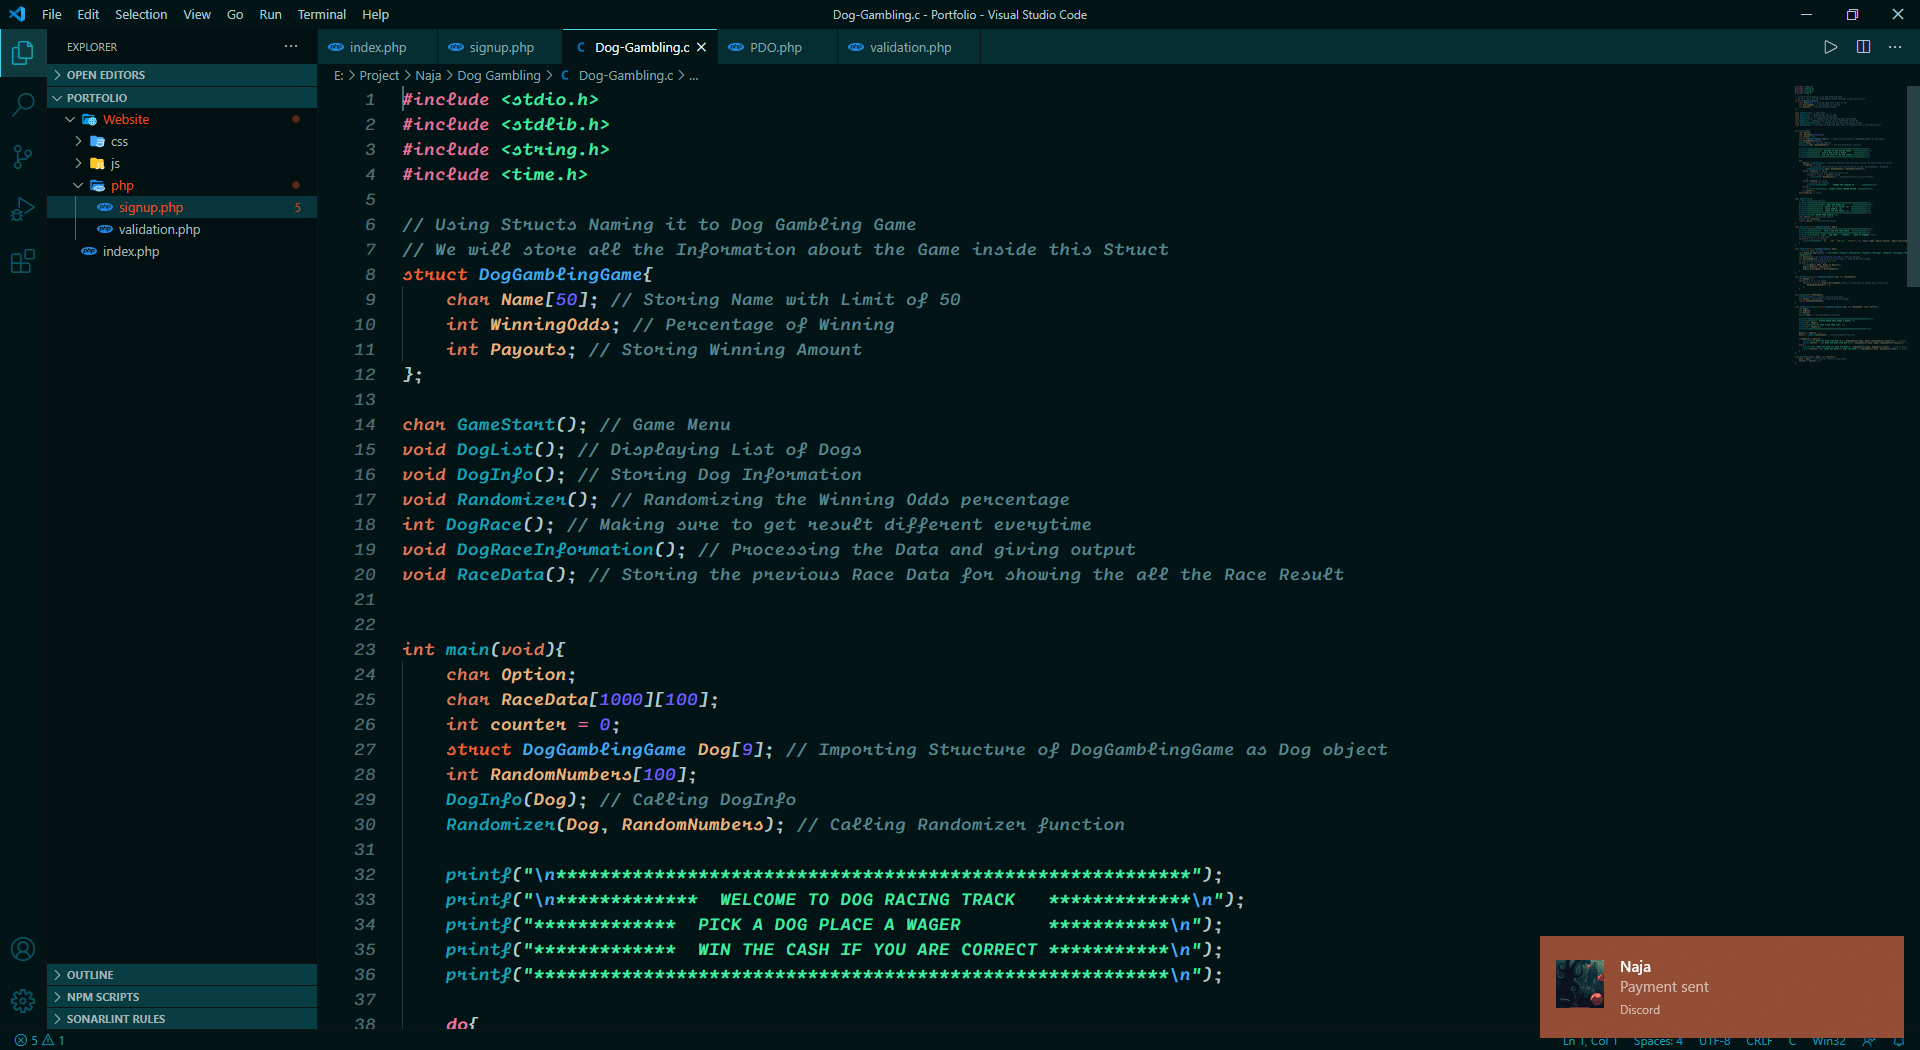 File Edit Selection View Go Run Terminal Help
Dog-Gambling.c - Portfolio - Visual Studio Code
EXPLORER
index.php
signup.php
C Dog-Gambling.c
PDO.php
validation.php
OPEN EDITORS
PORTFOLIO
Website
css
js
php
signup.php 5
validation.php
index.php
OUTLINE
NPM SCRIPTS
SONARLINT RULES
E: > Project > Naja > Dog Gambling > C Dog-Gambling.c > ...
1 #include <stdio.h>
2 #include <stdlib.h>
3 #include <string.h>
4 #include <time.h>
5
6 // Using Structs Naming it to Dog Gambling Game
7 // We will store all the Information about the Game inside this Struct
8 struct DogGamblingGame{
9 char Name[50]; // Storing Name with Limit of 50
10 int WinningOdds; // Percentage of Winning
11 int Payouts; // Storing Winning Amount
12 };
13
14 char GameStart(); // Game Menu
15 void DogList(); // Displaying List of Dogs
16 void DogInfo(); // Storing Dog Information
17 void Randomizer(); // Randomizing the Winning Odds percentage
18 int DogRace(); // Making sure to get result different everytime
19 void DogRaceInformation(); // Processing the Data and giving output
20 void RaceData(); // Storing the previous Race Data for showing the all the Race Result
21
22
23 int main(void){
24 char Option;
25 char RaceData[1000][100];
26 int counter = 0;
27 struct DogGamblingGame Dog[9]; // Importing Structure of DogGamblingGame as Dog object
28 int RandomNumbers[100];
29 DogInfo(Dog); // Calling DogInfo
30 Randomizer(Dog, RandomNumbers); // Calling Randomizer function
31
32 printf("\n**********************************************************");
33 printf("\n*************  WELCOME TO DOG RACING TRACK   *************\n");
34 printf("*************  PICK A DOG PLACE A WAGER        ***********\n");
35 printf("*************  WIN THE CASH IF YOU ARE CORRECT ***********\n");
36 printf("**********************************************************\n");
37
38 do{
Naja
Payment sent
Discord
5 1
Ln 1, Col 1 Spaces: 4 UTF-8 CRLF C Win32